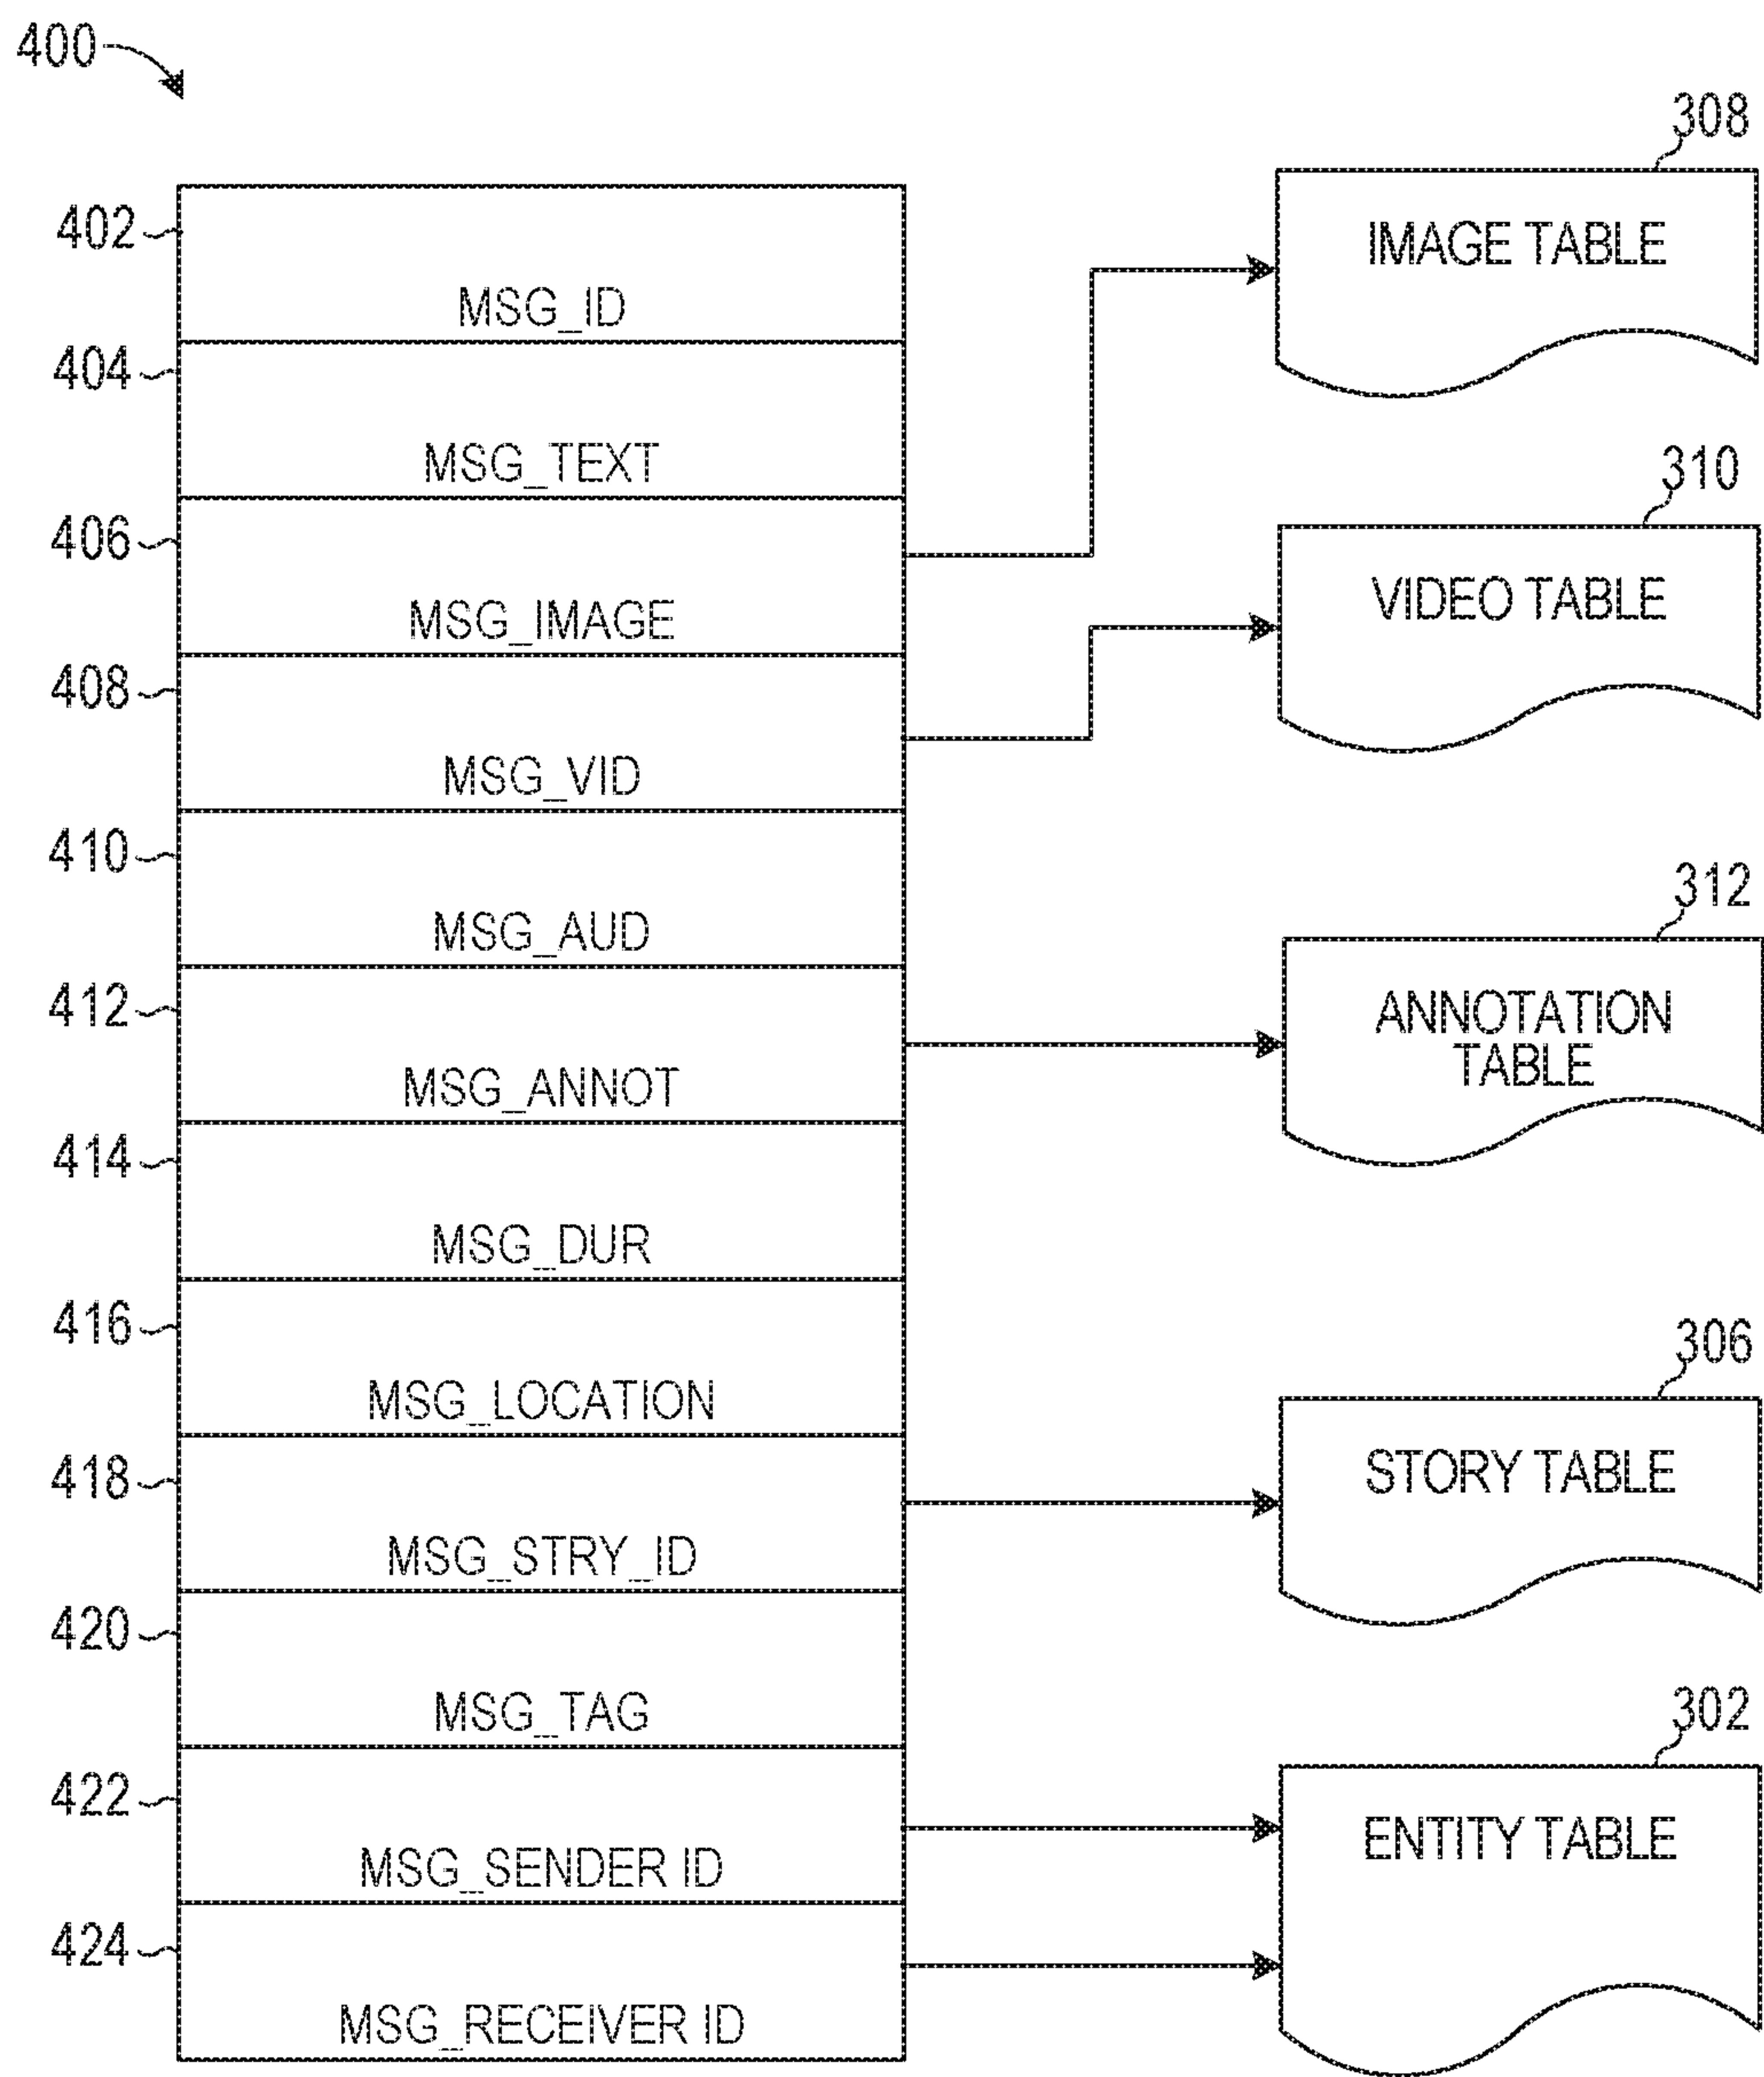 400
308
402
IMAGE TABLE
MSG_ID
404
MSG_TEXT
310
406
VIDEO TABLE
MSG_IMAGE
408
MSG_VID
410
312
MSG_AUD
412
ANNOTATION
TABLE
MSG_ANNOT
414
MSG_DUR
416
306
MSG_LOCATION
418
STORY TABLE
MSG_STRY_ID
420
MSG_TAG
302
422
ENTITY TABLE
MSG_SENDER ID
424
MSG_RECEIVER ID